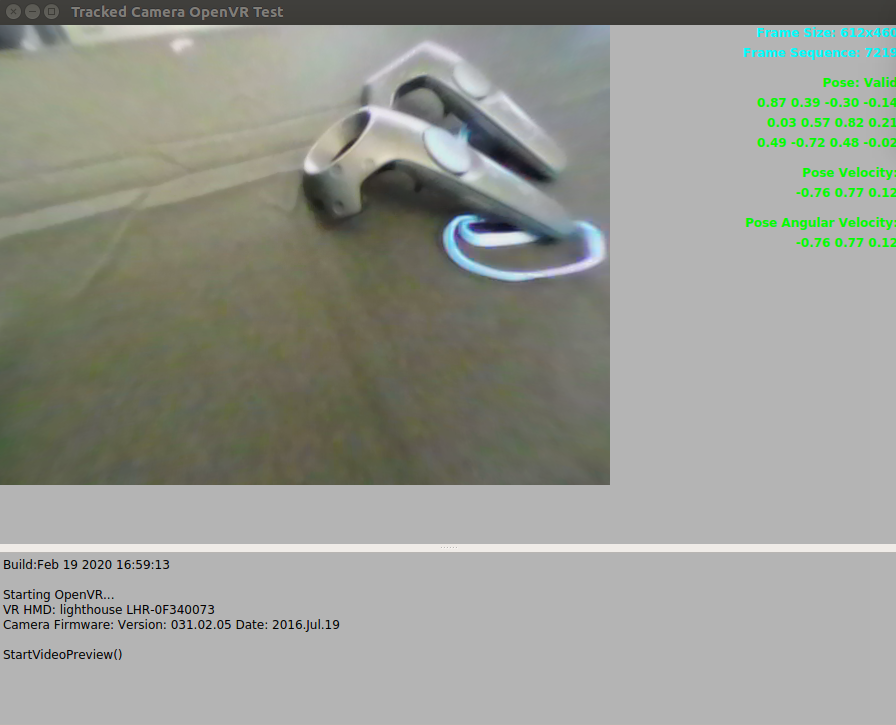 Tracked Camera OpenVR Test
Frame Size: 612x460
Frame Sequence: 7219
Pose: Valid
0.87 0.39 -0.30 -0.14
0.03 0.57 0.82 0.21
0.49 -0.72 0.48 -0.02
Pose Velocity:
-0.76 0.77 0.12
Pose Angular Velocity:
-0.76 0.77 0.12
Build:Feb 19 2020 16:59:13
Starting OpenVR...
VR HMD: lighthouse LHR-0F340073
Camera Firmware: Version: 031.02.05 Date: 2016.Jul.19
StartVideoPreview()